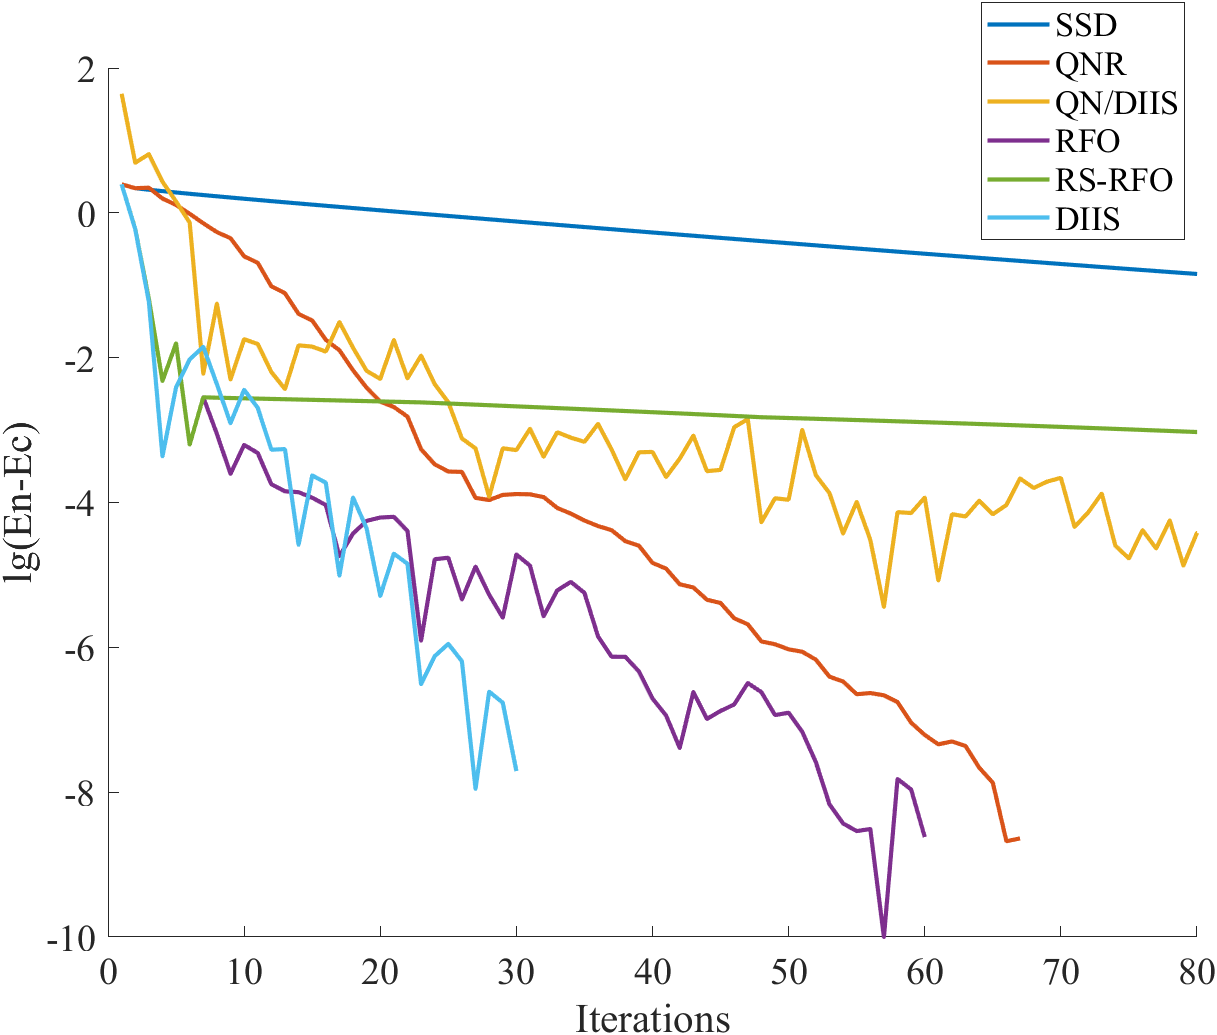 SSD
QNR
QN/DIIS
RFO
RS-RFO
DIIS
2
0
-2
-4
-6
-8
-10
lg(En-Ec)
0 10 20 30 40 50 60 70 80
Iterations